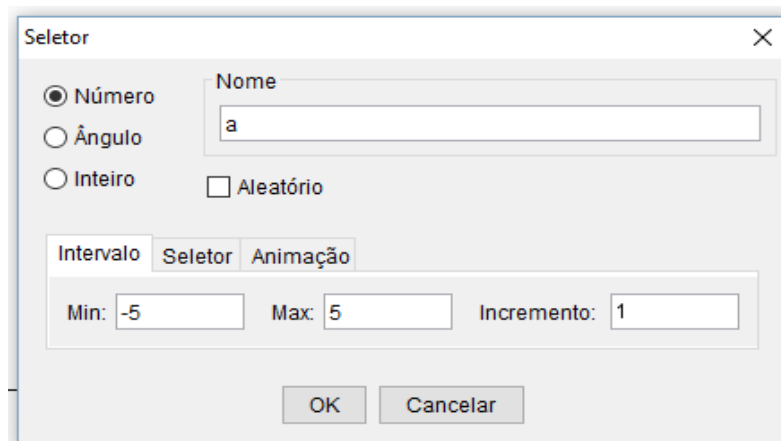 Seletor
Número
Ângulo
Inteiro
Nome
a
Aleatório
Intervalo Seletor Animação
Min: -5 Max: 5 Incremento: 1
OK Cancelar